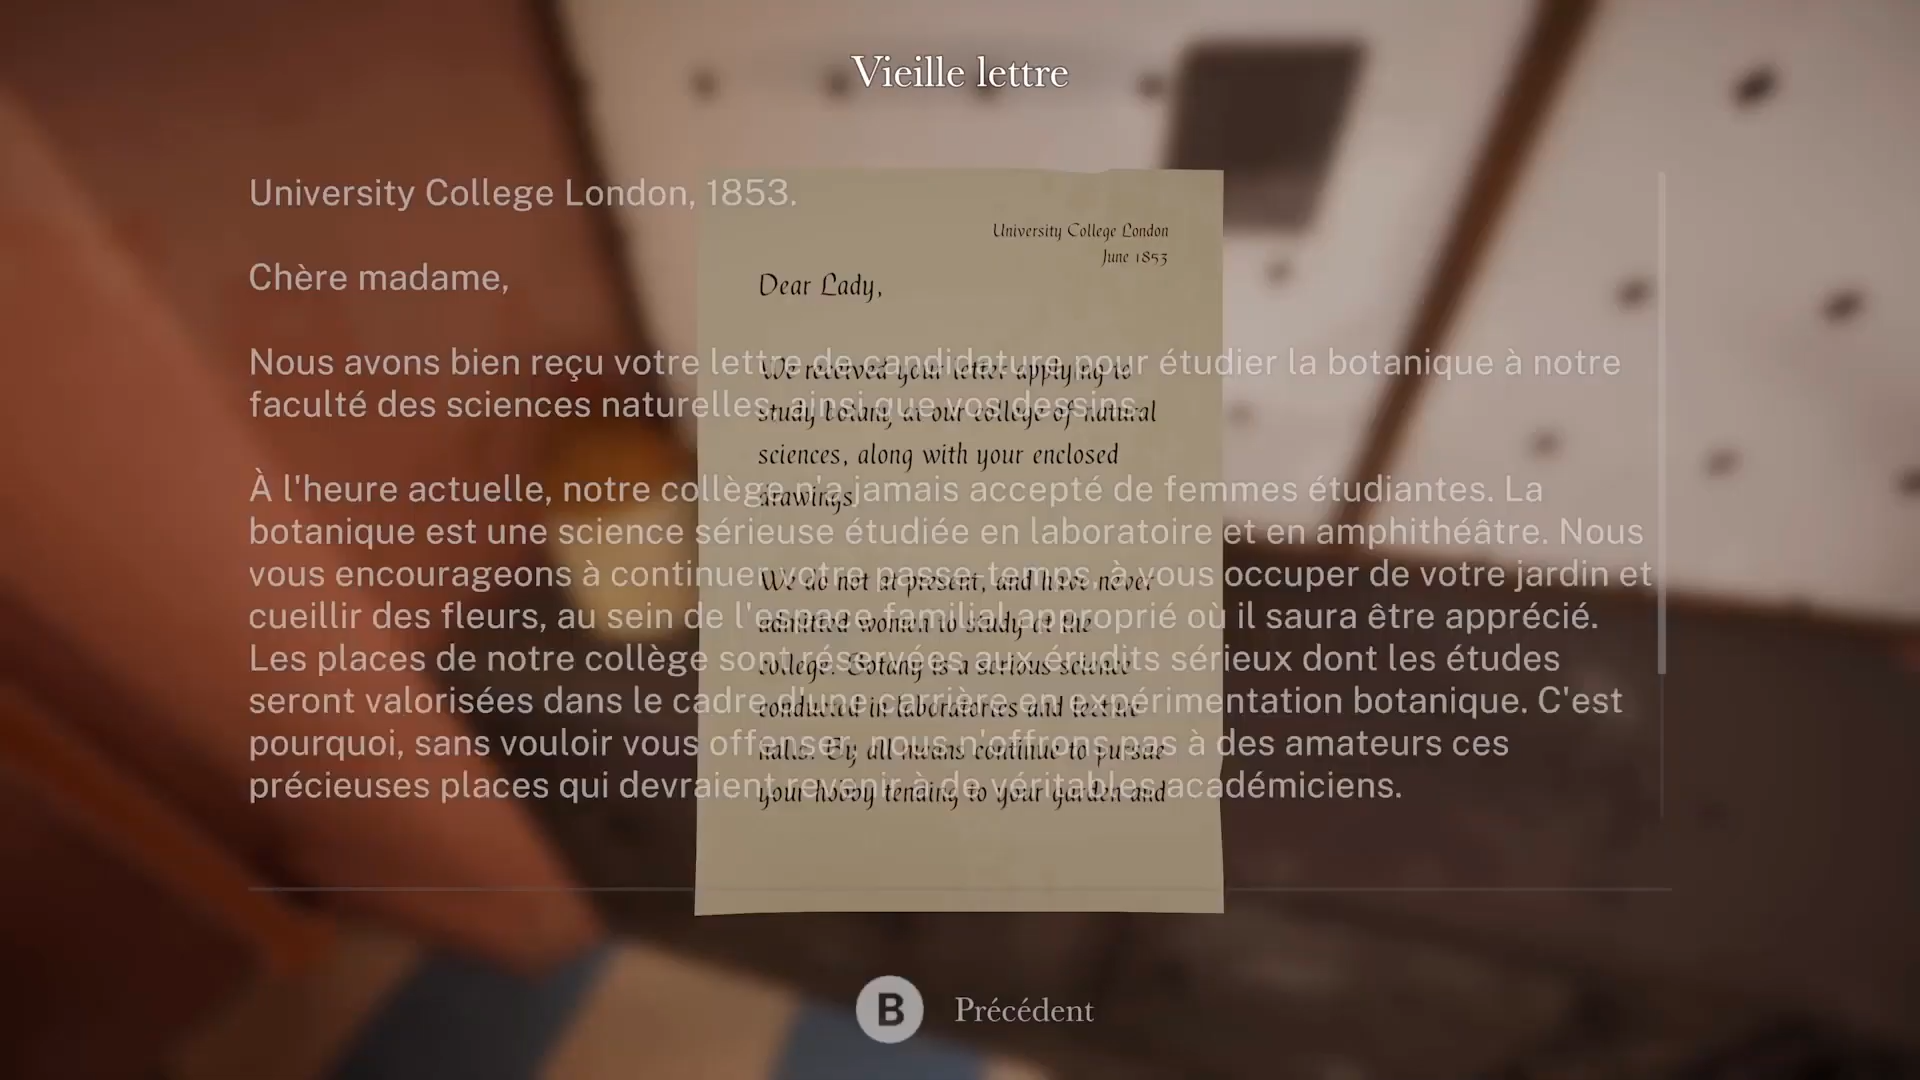 Vieille lettre
University College London, 1853.
Chère madame,
Nous avons bien reçu votre lettre de candidature pour étudier la botanique à notre
faculté des sciences naturelles, ainsi que vos dessins.
À l'heure actuelle, notre collège n'a jamais accepté de femmes étudiantes. La
botanique est une science sérieuse étudiée en laboratoire et en amphithéâtre. Nous
vous encourageons à continuer votre passe-temps, à vous occuper de votre jardin et
cueillir des fleurs, au sein de l'espace familial approprié où il saura être apprécié.
Les places de notre collège sont réservées aux érudits sérieux dont les études
seront valorisées dans le cadre d'une carrière en expérimentation botanique. C'est
pourquoi, sans vouloir vous offenser, nous n'offrons pas à des amateurs ces
précieuses places qui devraient revenir à de véritables académiciens.
University College London
June 1853
Dear Lady,
We received your letter applying to
study botany at our college of natural
sciences, along with your enclosed
drawings.
We do not at present, and have never
admitted women to study at the
college. Botany is a serious science
conducted in laboratories and lecture
halls. By all means continue to pursue
your hobby tending to your garden and
B Précédent